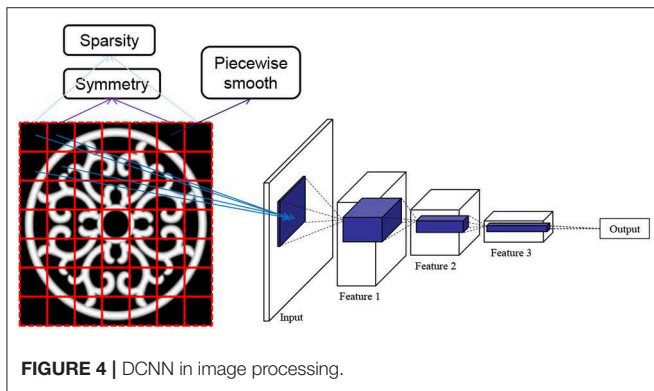 Sparsity
Symmetry
Piecewise
smooth
Input
Feature 1
Feature 2
Feature 3
Output
FIGURE 4 | DCNN in image processing.